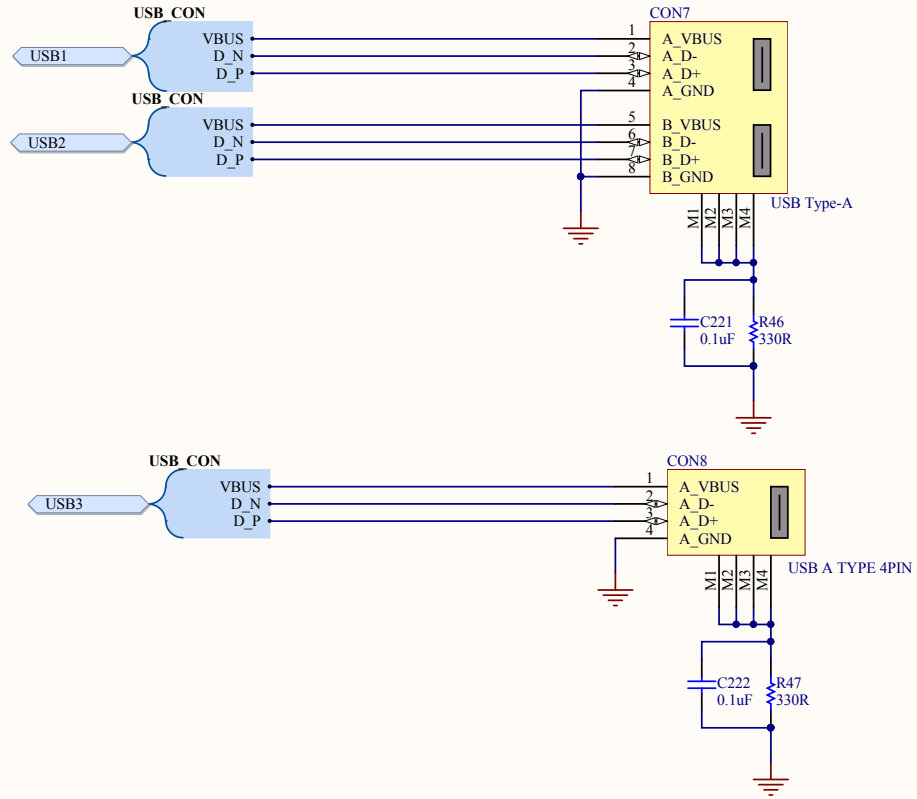 USB_CON
CON7
USB1
VBUS
D_N
D_P
1
2
3
4
A_VBUS
A_D-
A_D+
A_GND
USB_CON
USB2
VBUS
D_N
D_P
5
6
7
8
B_VBUS
B_D-
B_D+
B_GND
USB Type-A
M1
M2
M3
M4
C221
0.1uF
R46
330R
USB_CON
CON8
USB3
VBUS
D_N
D_P
1
2
3
4
A_VBUS
A_D-
A_D+
A_GND
USB A TYPE 4PIN
M1
M2
M3
M4
C222
0.1uF
R47
330R